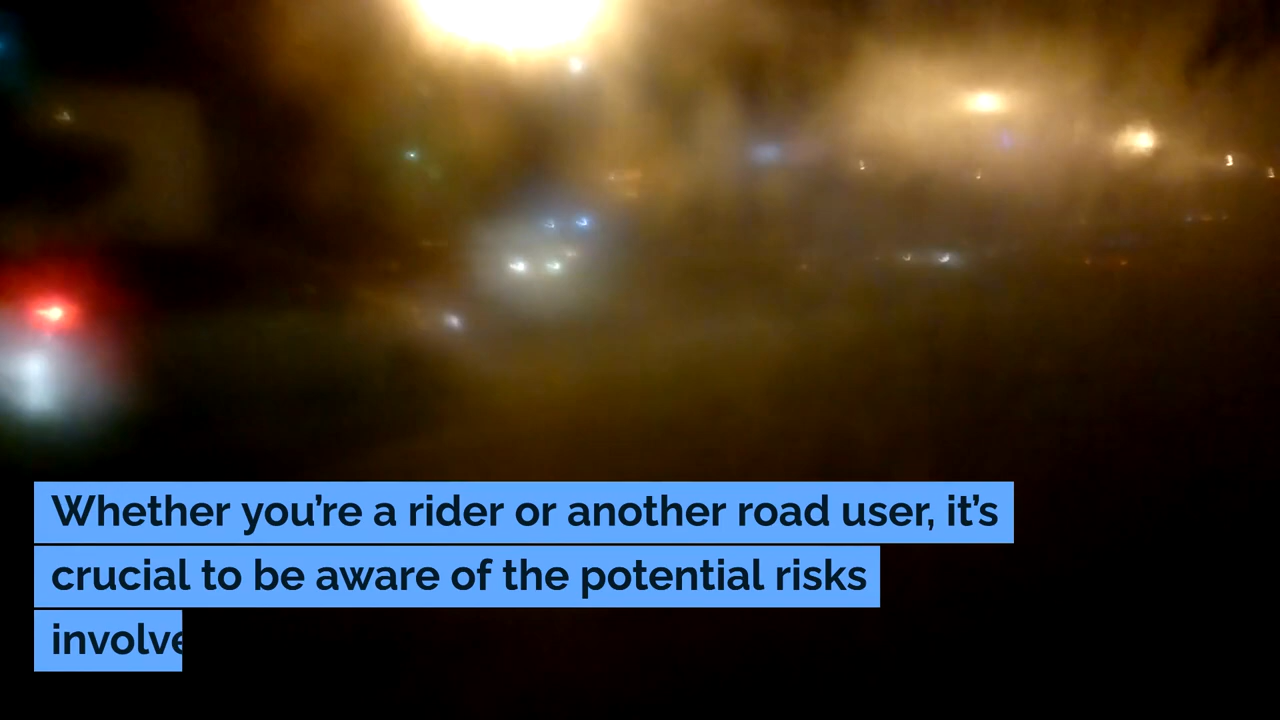 Whether you’re a rider or another road user, it’s
crucial to be aware of the potential risks
involve